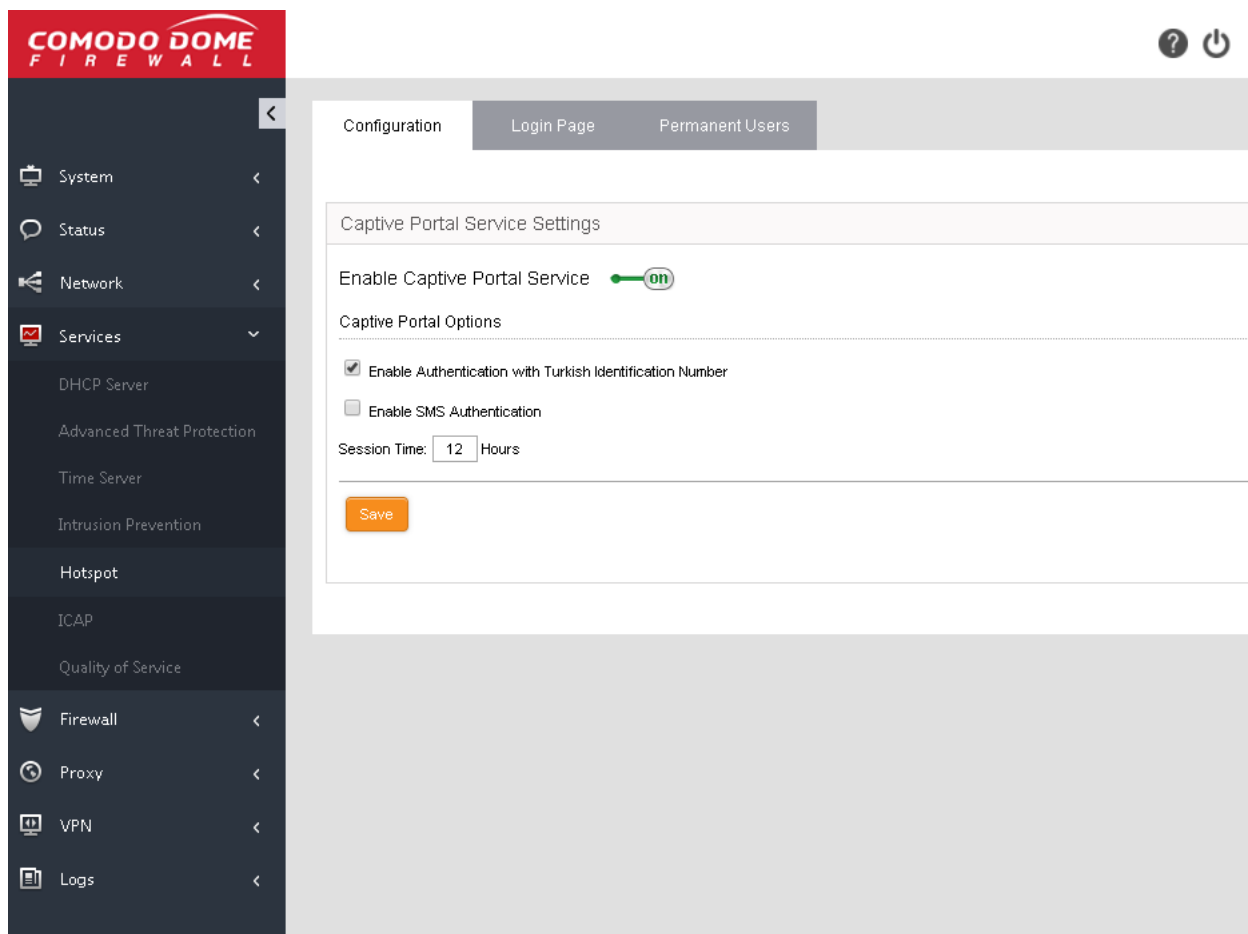 COMODO DOME
FIREWALL
Configuration
Login Page
Permanent Users
System
Status
Network
Services
DHCP Server
Advanced Threat Protection
Time Server
Intrusion Prevention
Hotspot
ICAP
Quality of Service
Firewall
Proxy
VPN
Logs
Captive Portal Service Settings
Enable Captive Portal Service on
Captive Portal Options
Enable Authentication with Turkish Identification Number
Enable SMS Authentication
Session Time: 12 Hours
Save